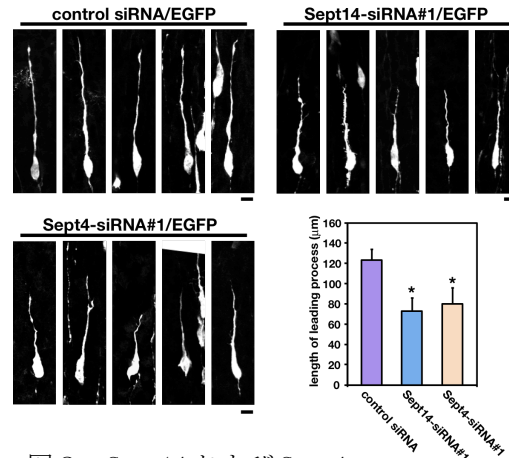 control siRNA/EGFP
Sept14-siRNA#1/EGFP
Sept4-siRNA#1/EGFP
length of leading process (μm)
160
140
120
100
80
60
40
20
0
*
*
control siRNA
Sept14-siRNA#1
Sept4-siRNA#1